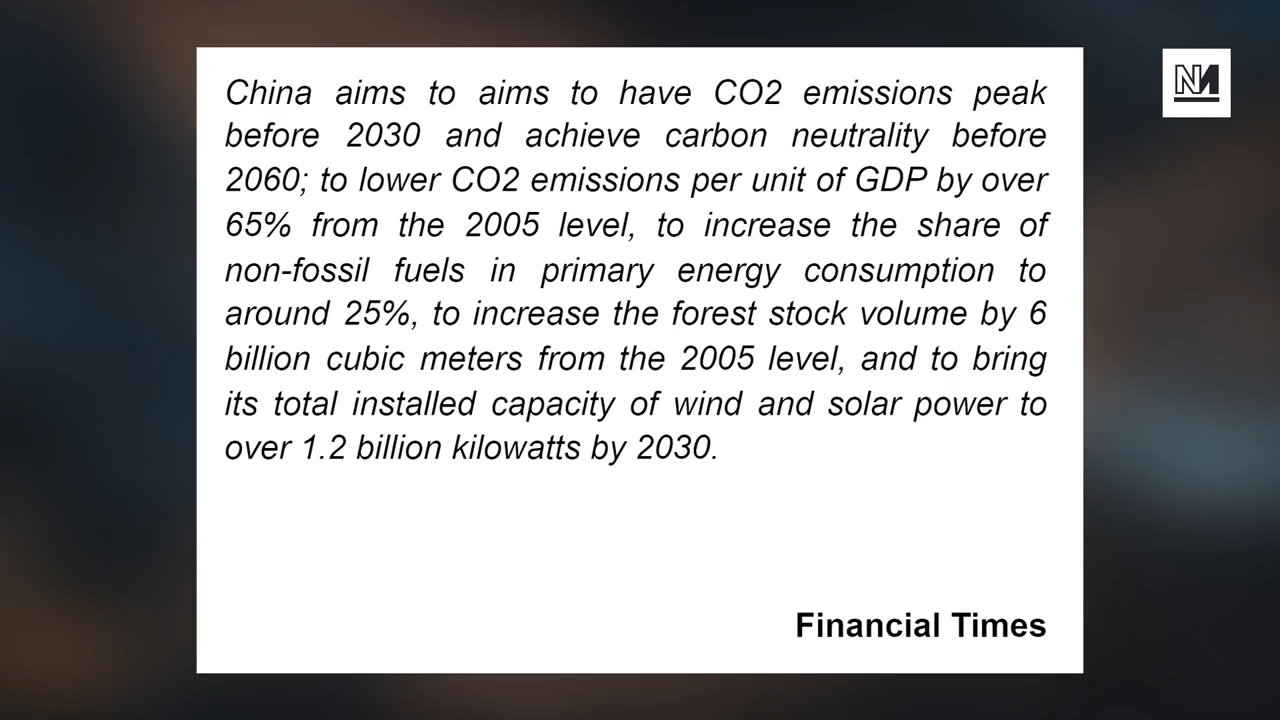 China aims to aims to have CO2 emissions peak
before 2030 and achieve carbon neutrality before
2060; to lower CO2 emissions per unit of GDP by over
65% from the 2005 level, to increase the share of
non-fossil fuels in primary energy consumption to
around 25%, to increase the forest stock volume by 6
billion cubic meters from the 2005 level, and to bring
its total installed capacity of wind and solar power to
over 1.2 billion kilowatts by 2030.
Financial Times
NM